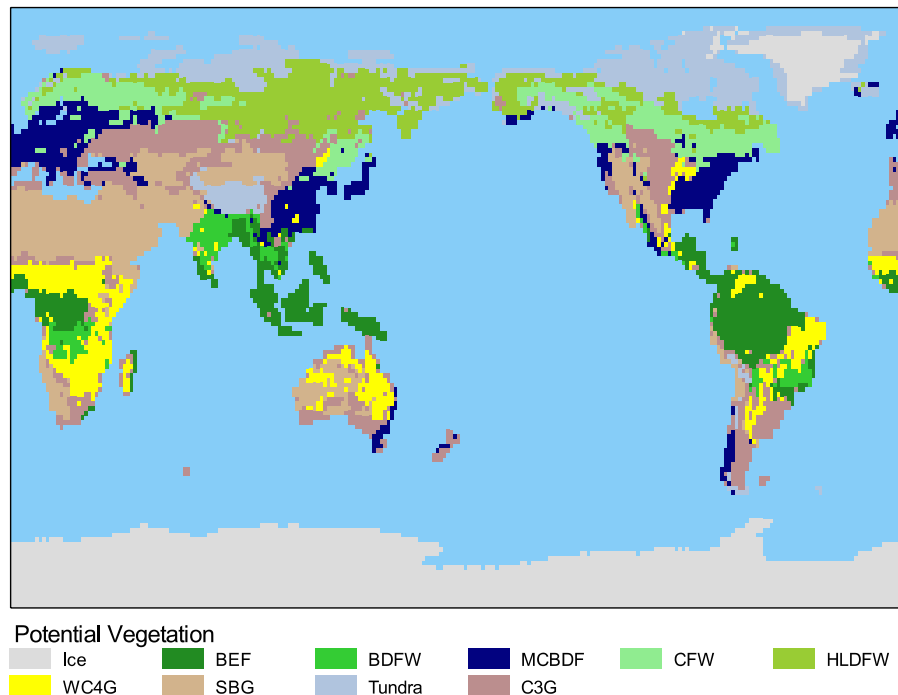 Potential Vegetation
Ice BEF BDFW MCBDF CFW HLDFW
WC4G SBG Tundra C3G